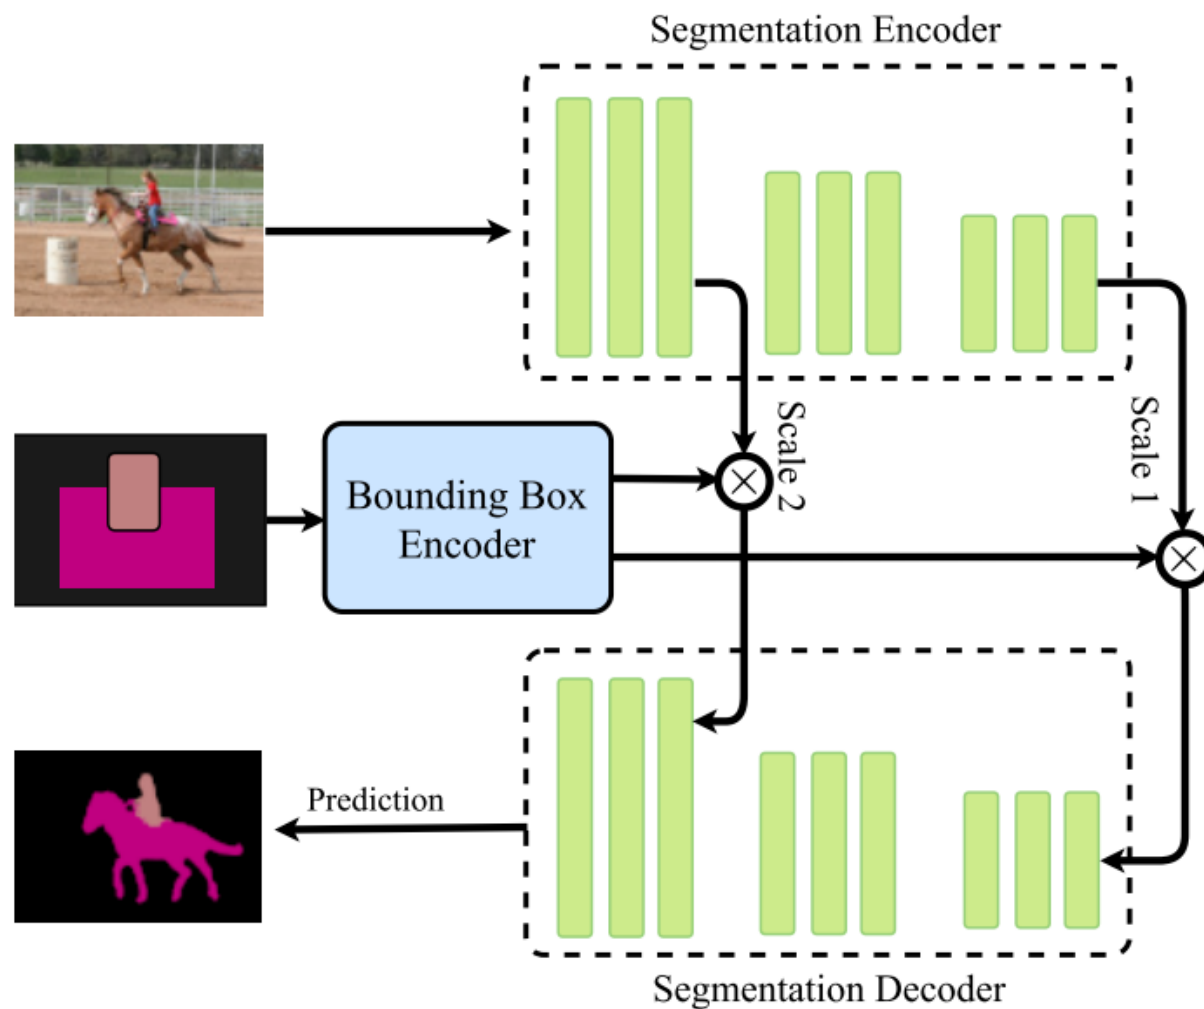 Segmentation Encoder
Scale 2
Scale 1
Bounding Box
Encoder
Prediction
Segmentation Decoder